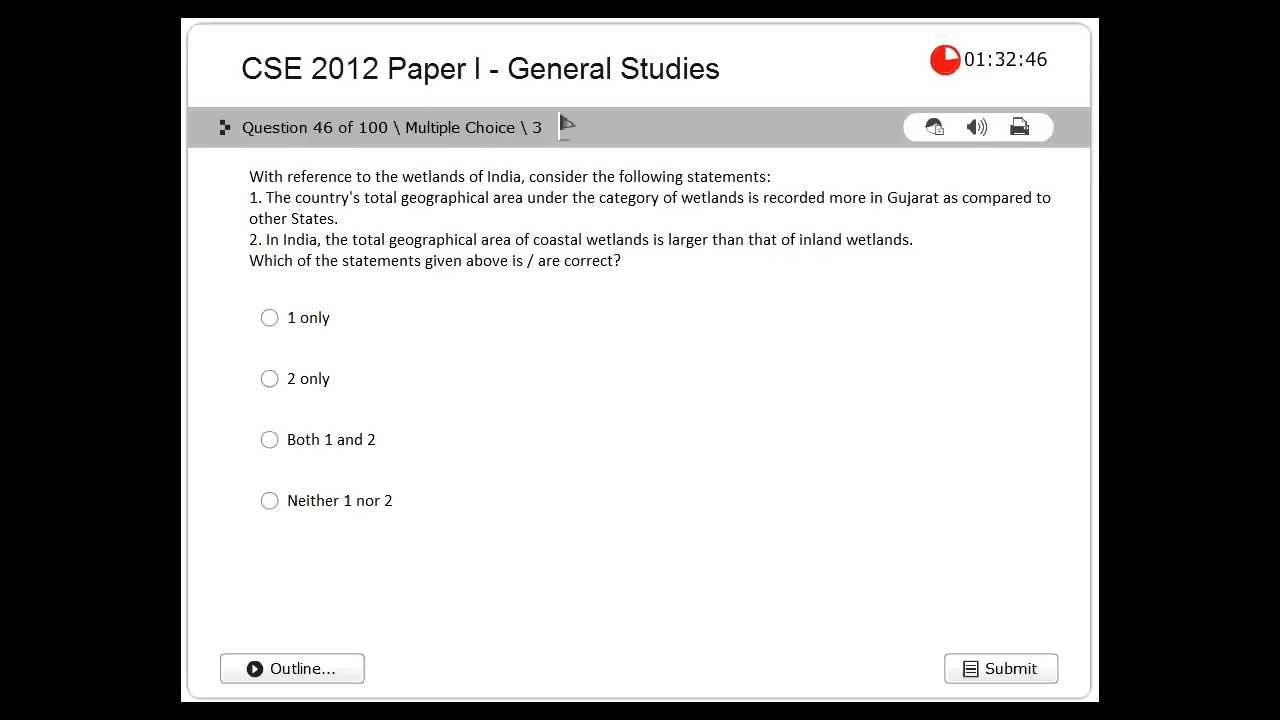 CSE 2012 Paper I - General Studies
01:32:46
Question 46 of 100 \ Multiple Choice \ 3
With reference to the wetlands of India, consider the following statements:
1. The country's total geographical area under the category of wetlands is recorded more in Gujarat as compared to
other States.
2. In India, the total geographical area of coastal wetlands is larger than that of inland wetlands.
Which of the statements given above is / are correct?
1 only
2 only
Both 1 and 2
Neither 1 nor 2
Outline...
Submit